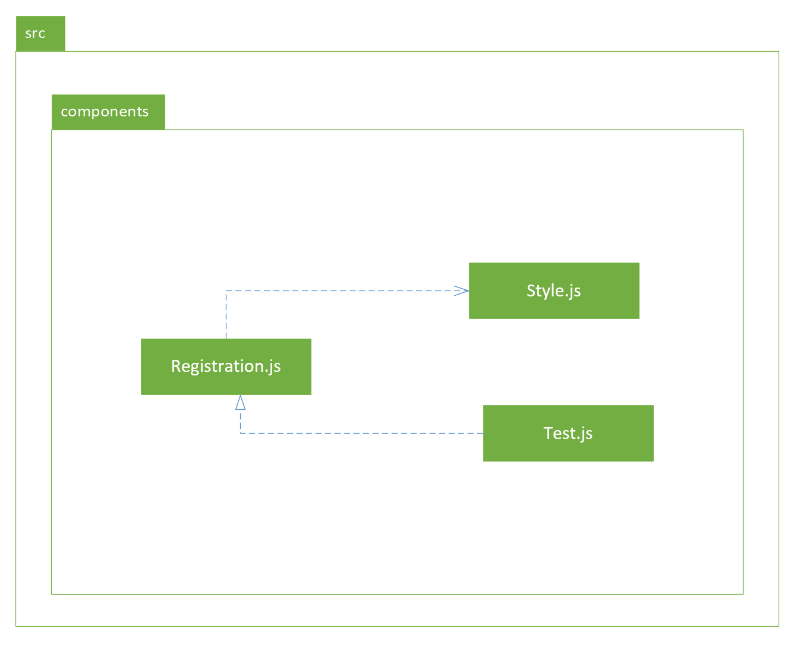 src
components
Style.js
Registration.js
Test.js